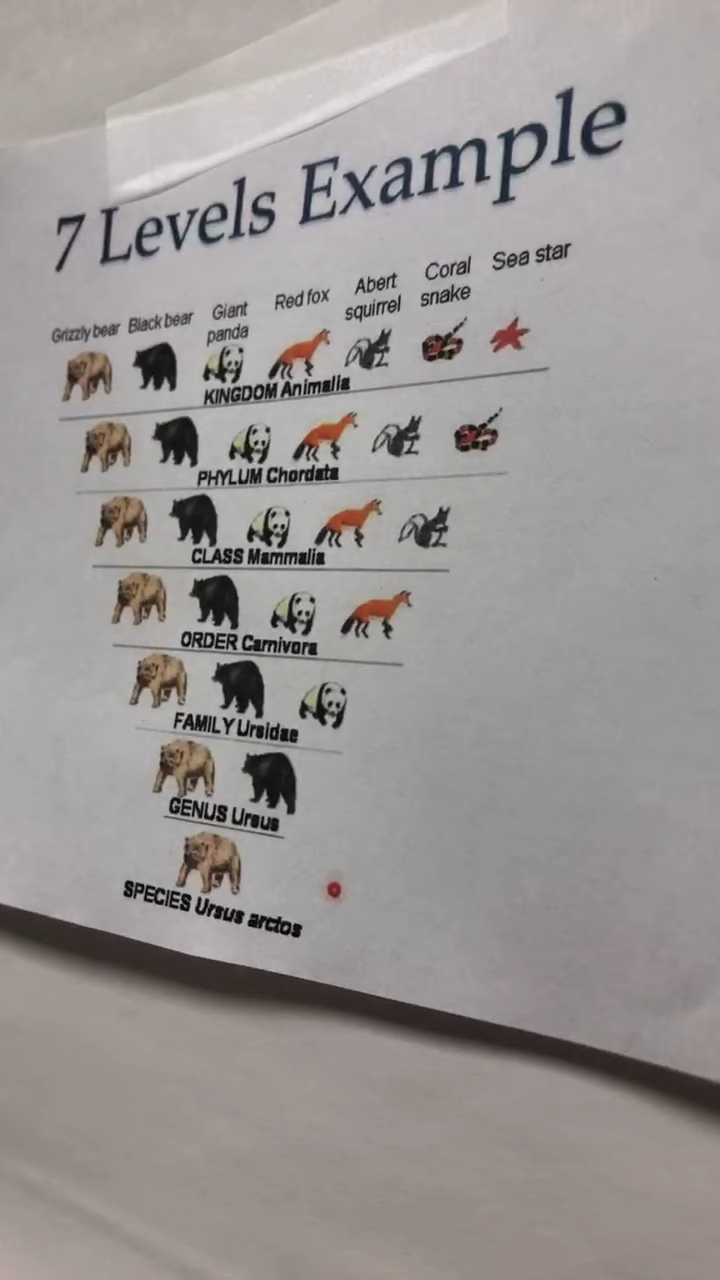 7 Levels Example
Grizzly bear Black bear Giant panda Red fox Abert squirrel Coral snake Sea star
KINGDOM Animalia
PHYLUM Chordata
CLASS Mammalia
ORDER Carnivora
FAMILY Ursidae
GENUS Ursus
SPECIES Ursus arctos